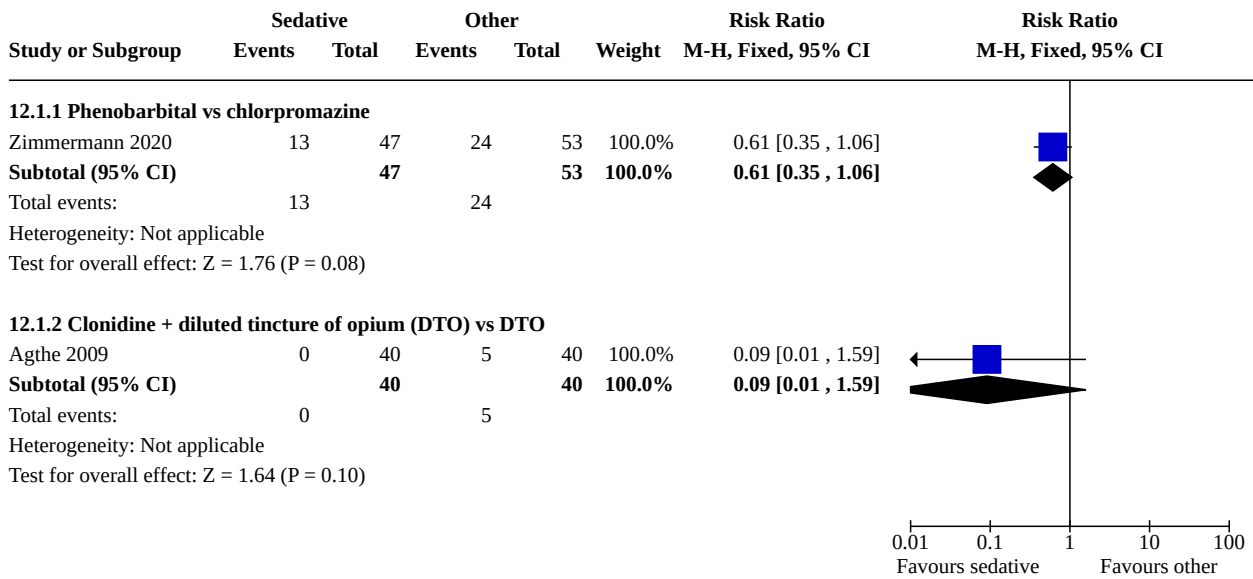 Sedative Other Risk Ratio Risk Ratio
Study or Subgroup Events Total Events Total Weight M-H, Fixed, 95% CI M-H, Fixed, 95% CI
12.1.1 Phenobarbital vs chlorpromazine
Zimmermann 2020 13 47 24 53 100.0% 0.61 [0.35 , 1.06]
Subtotal (95% CI) 47 53 100.0% 0.61 [0.35 , 1.06]
Total events: 13 24
Heterogeneity: Not applicable
Test for overall effect: Z = 1.76 (P = 0.08)
12.1.2 Clonidine + diluted tincture of opium (DTO) vs DTO
Agthe 2009 0 40 5 40 100.0% 0.09 [0.01 , 1.59]
Subtotal (95% CI) 40 40 100.0% 0.09 [0.01 , 1.59]
Total events: 0 5
Heterogeneity: Not applicable
Test for overall effect: Z = 1.64 (P = 0.10)
0.01 0.1 1 10 100
Favours sedative Favours other